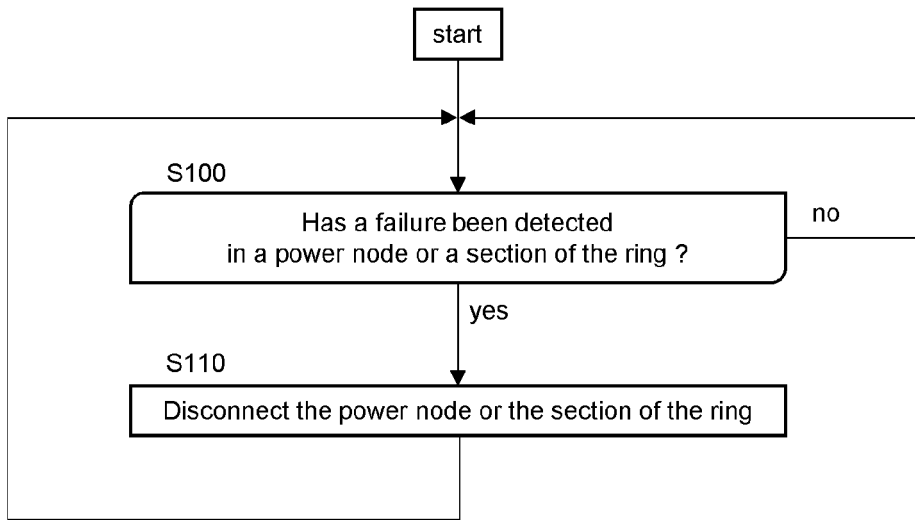 start
S100
Has a failure been detected
in a power node or a section of the ring ?
no
yes
S110
Disconnect the power node or the section of the ring